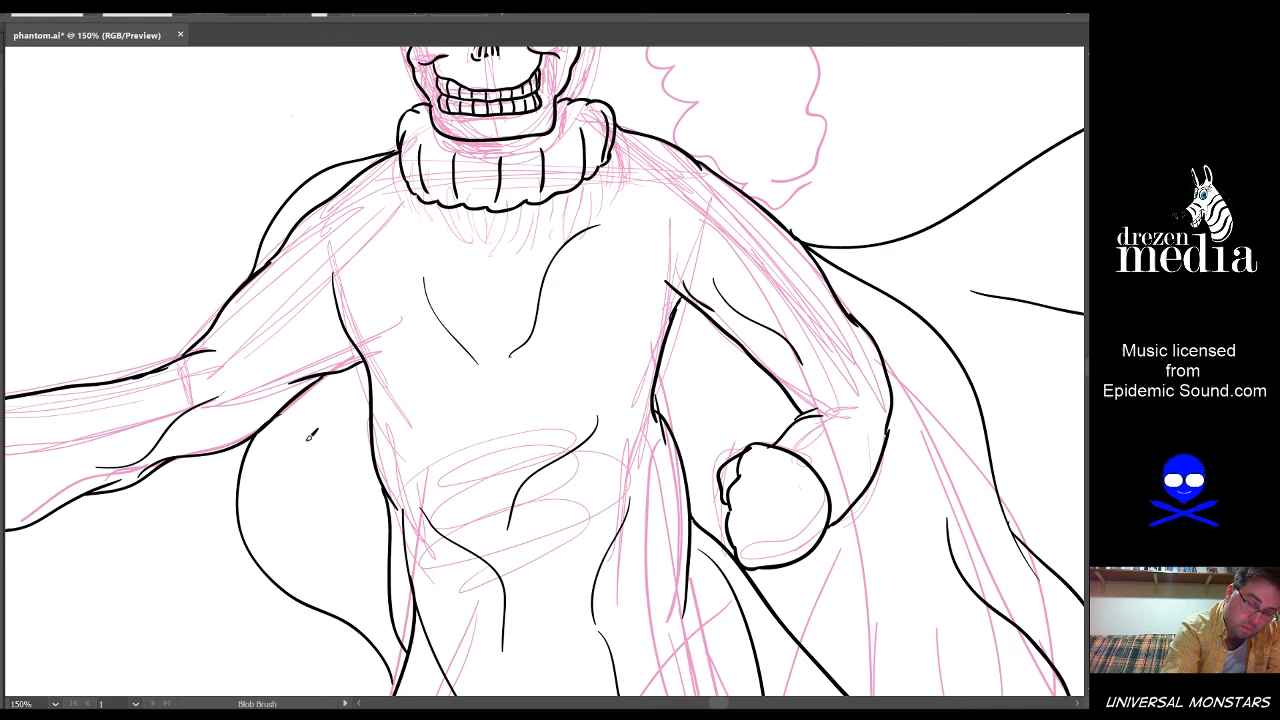 phantom.ai* @ 150% (RGB/Preview)
drezen
media
Music licensed
from
Epidemic Sound.com
150%
1
Blob Brush
UNIVERSAL MONSTARS